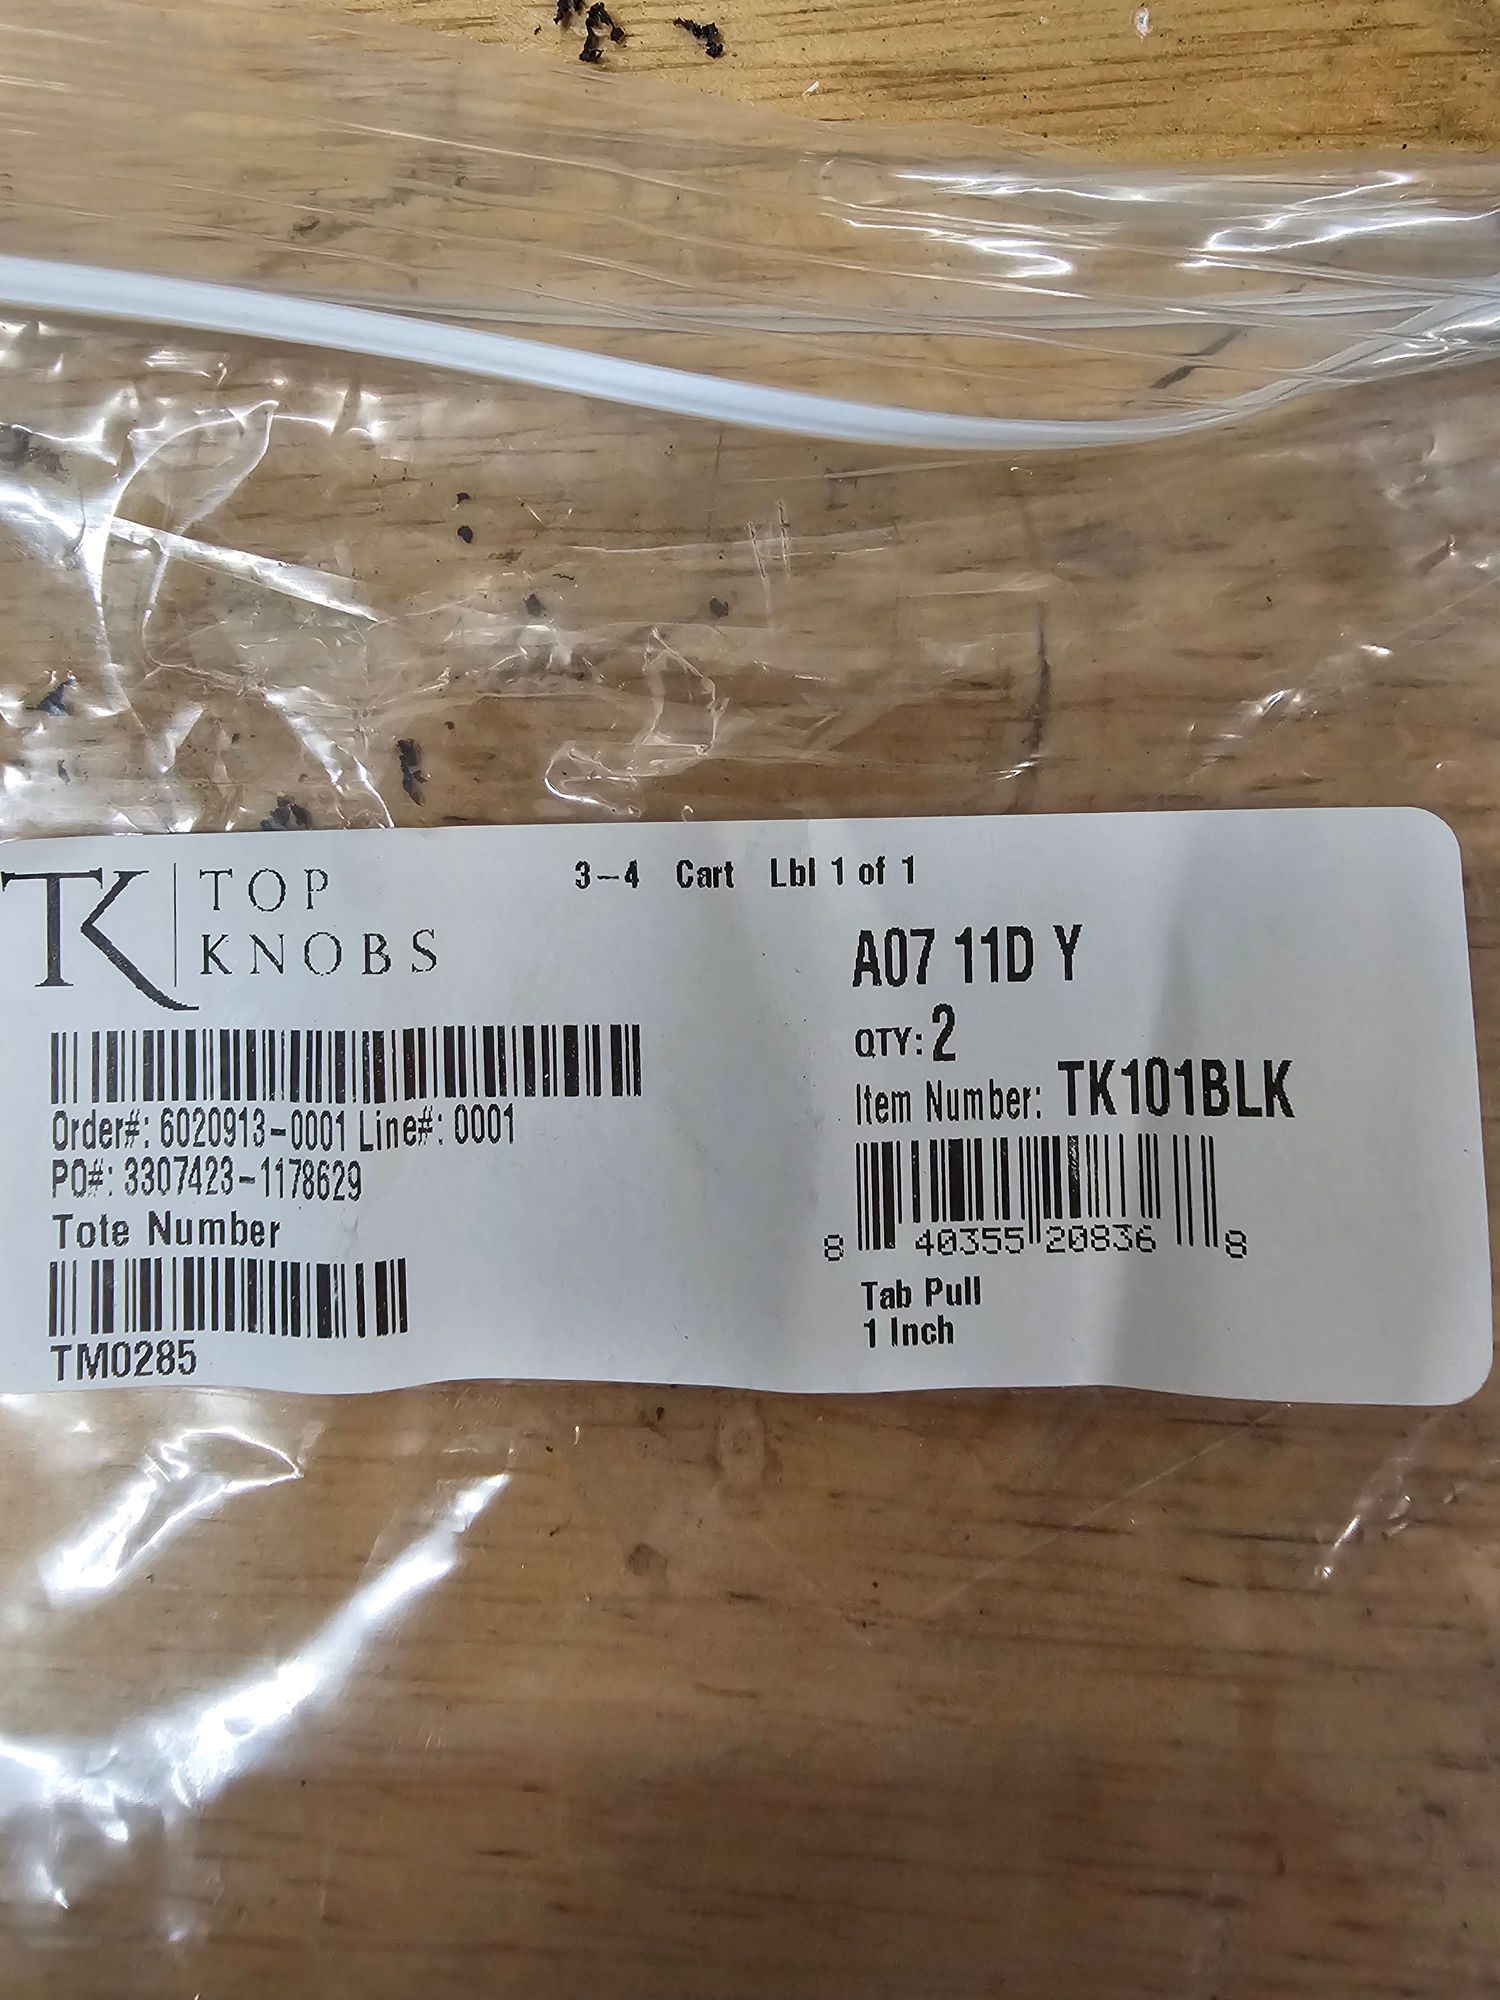 TK TOP KNOBS
3-4 Cart Lbl 1 of 1
Order#: 6020913-0001 Line#: 0001
PO#: 3307423-1178629
Tote Number
TM0285
A07 11D Y
QTY: 2
Item Number: TK101BLK
8 40355 20836 8
Tab Pull
1 Inch